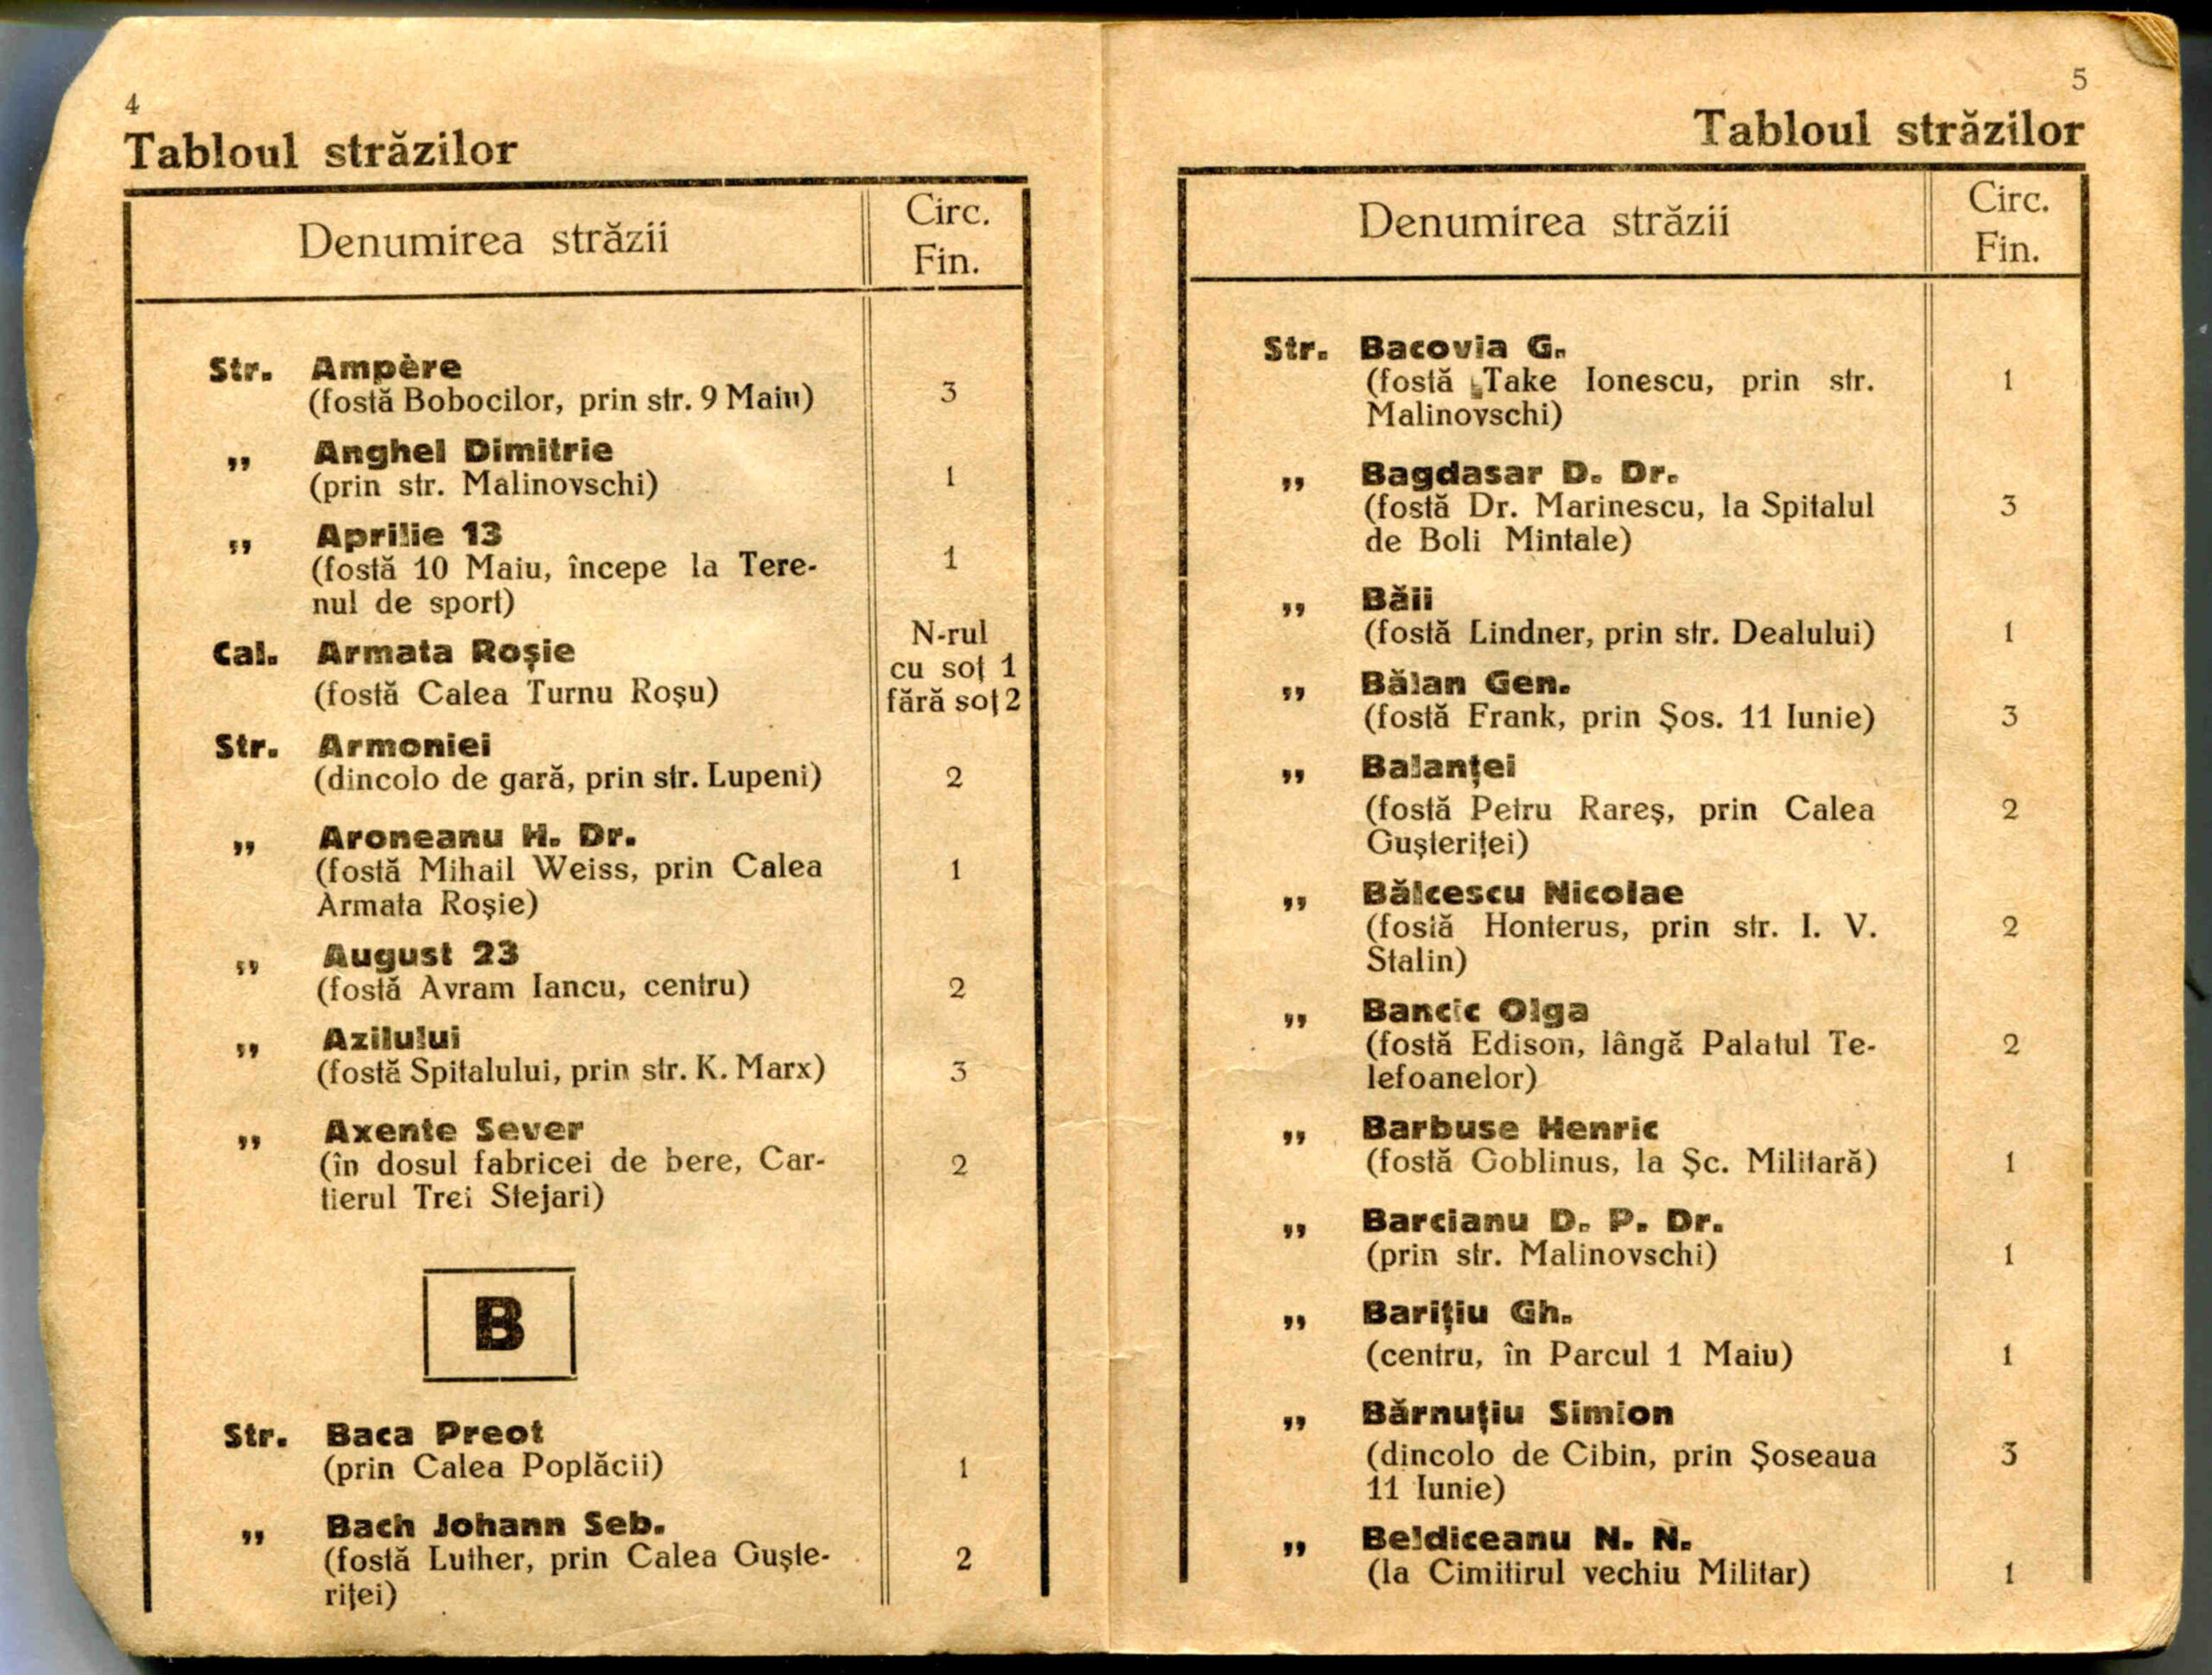 4
Tabloul străzilor
Denumirea străzii
Circ.
Fin.
Str. Ampère
(fostă Bobocilor, prin str. 9 Maiu) 3
„ Anghel Dimitrie
(prin str. Malinovschi) 1
„ Aprilie 13
(fostă 10 Maiu, începe la Tere- 1
nul de sport)
Cal. Armata Roşie
(fostă Calea Turnu Roşu)
N-rul
cu soţ 1
fără soţ 2
Str. Armoniei
(dincolo de gară, prin str. Lupeni) 2
„ Aroneanu H. Dr.
(fostă Mihail Weiss, prin Calea 1
Armata Roşie)
„ August 23
(fostă Avram Iancu, centru) 2
„ Azilului
(fostă Spitalului, prin str. K. Marx) 3
„ Axente Sever
(în dosul fabricei de bere, Car- 2
tierul Trei Stejari)
B
Str. Baca Preot
(prin Calea Poplăcii) 1
„ Bach Johann Seb.
(fostă Luther, prin Calea Guşte- 2
riţei)
5
Tabloul străzilor
Denumirea străzii
Circ.
Fin.
Str. Bacovia G.
(fostă Take Ionescu, prin str. 1
Malinovschi)
„ Bagdasar D. Dr.
(fostă Dr. Marinescu, la Spitalul 3
de Boli Mintale)
„ Băii
(fostă Lindner, prin str. Dealului) 1
„ Bălan Gen.
(fostă Frank, prin Şos. 11 Iunie) 3
„ Balanţei
(fostă Petru Rareş, prin Calea 2
Guşteriţei)
„ Bălcescu Nicolae
(fostă Honterus, prin str. I. V. 2
Stalin)
„ Bancic Olga
(fostă Edison, lângă Palatul Te- 2
lefoanelor)
„ Barbuse Henric
(fostă Goblinus, la Şc. Militară) 1
„ Barcianu D. P. Dr.
(prin str. Malinovschi) 1
„ Bariţiu Gh.
(centru, în Parcul 1 Maiu) 1
„ Bărnuţiu Simion
(dincolo de Cibin, prin Şoseaua 3
11 Iunie)
„ Beldiceanu N. N.
(la Cimitirul vechiu Militar) 1